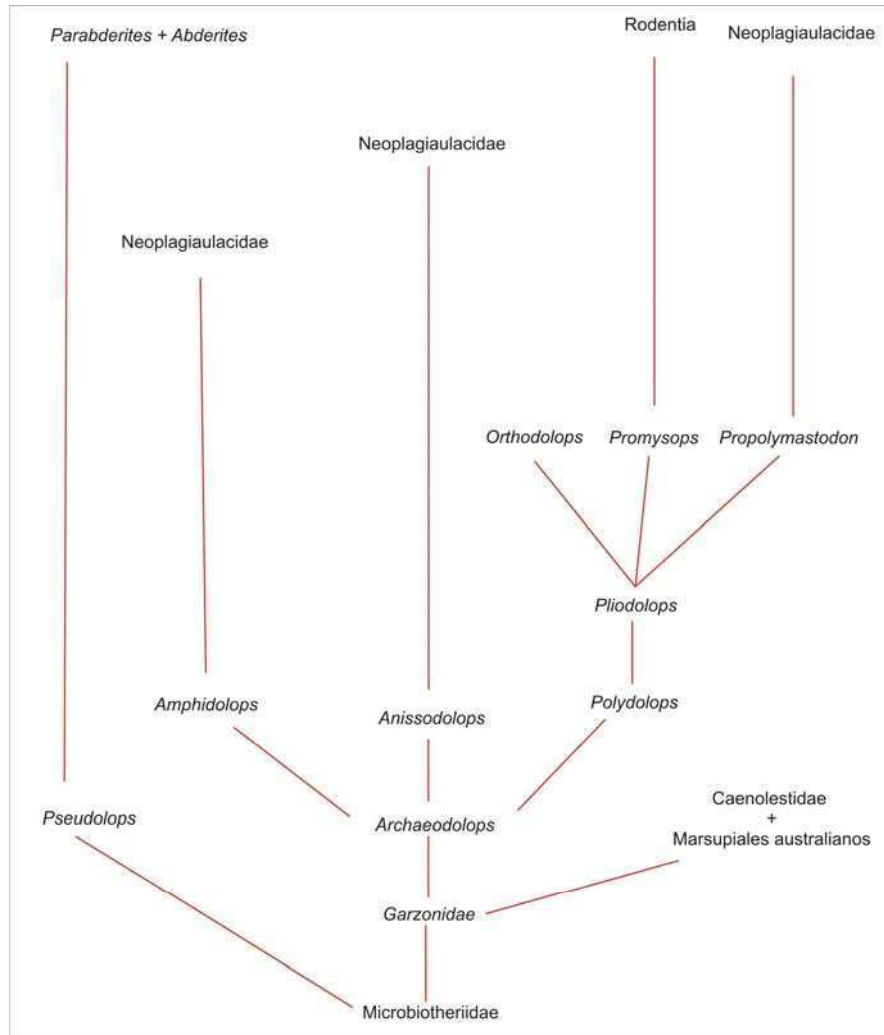 Parabderites + Abderites
Rodentia
Neoplagiaulacidae
Neoplagiaulacidae
Neoplagiaulacidae
Orthodolops
Promysops
Propolymastodon
Pliodolops
Amphidolops
Anissodolops
Polydolops
Pseudolops
Archaeodolops
Caenolestidae
+
Marsupiales australianos
Garzonidae
Microbiotheriidae